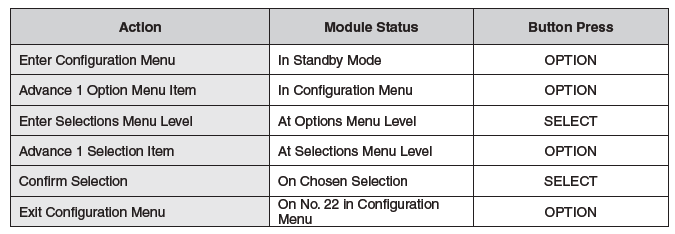 Action Module Status Button Press
Enter Configuration Menu In Standby Mode OPTION
Advance 1 Option Menu Item In Configuration Menu OPTION
Enter Selections Menu Level At Options Menu Level SELECT
Advance 1 Selection Item At Selections Menu Level OPTION
Confirm Selection On Chosen Selection SELECT
Exit Configuration Menu On No. 22 in Configuration OPTION
Menu